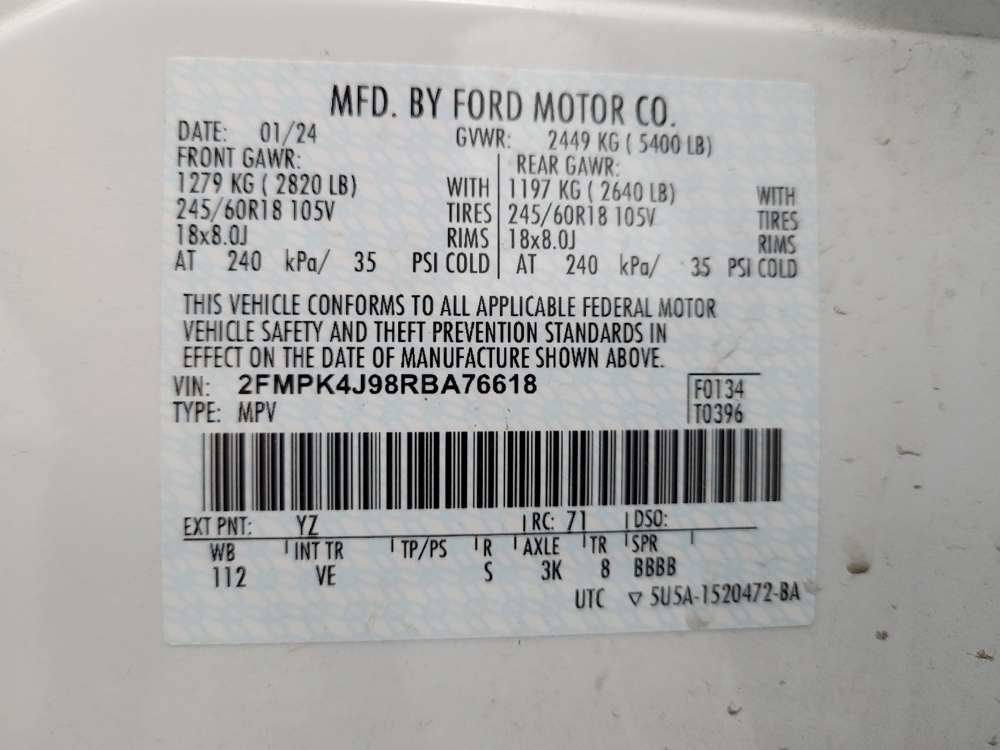 MFD. BY FORD MOTOR CO.
DATE: 01/24 GVWR: 2449 KG ( 5400 LB)
FRONT GAWR: REAR GAWR:
1279 KG ( 2820 LB) WITH 1197 KG ( 2640 LB) WITH
245/60R18 105V TIRES 245/60R18 105V TIRES
18x8.0J RIMS 18x8.0J RIMS
AT 240 kPa/ 35 PSI COLD AT 240 kPa/ 35 PSI COLD
THIS VEHICLE CONFORMS TO ALL APPLICABLE FEDERAL MOTOR
VEHICLE SAFETY AND THEFT PREVENTION STANDARDS IN
EFFECT ON THE DATE OF MANUFACTURE SHOWN ABOVE.
VIN: 2FMPK4J98RBA76618 F0134
TYPE: MPV T0396
EXT PNT: YZ RC: 71 DSO:
WB INT TR TP/PS R AXLE TR SPR
112 VE S 3K 8 BBBB
UTC ▽ 5U5A-1520472-BA